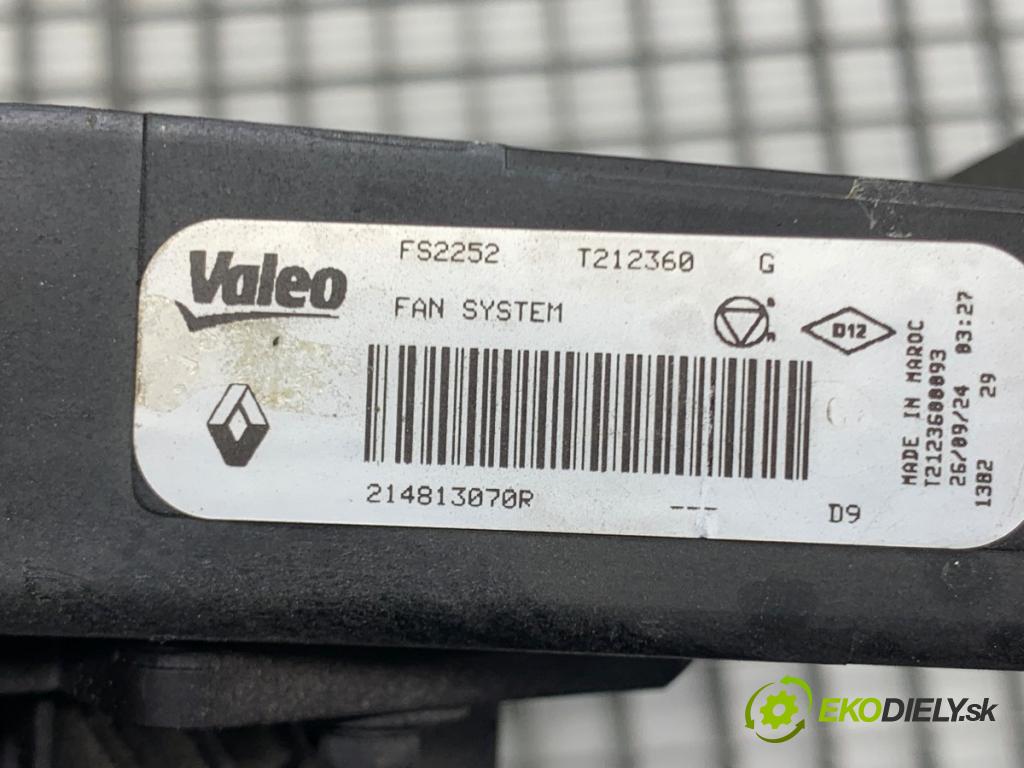 Valeo
FS2252 T212360 G
FAN SYSTEM
D12
214813070R --- D9
MADE IN MAROC
T2123600093
26/09/24 03:27
1382 29
EKODIELY.sk